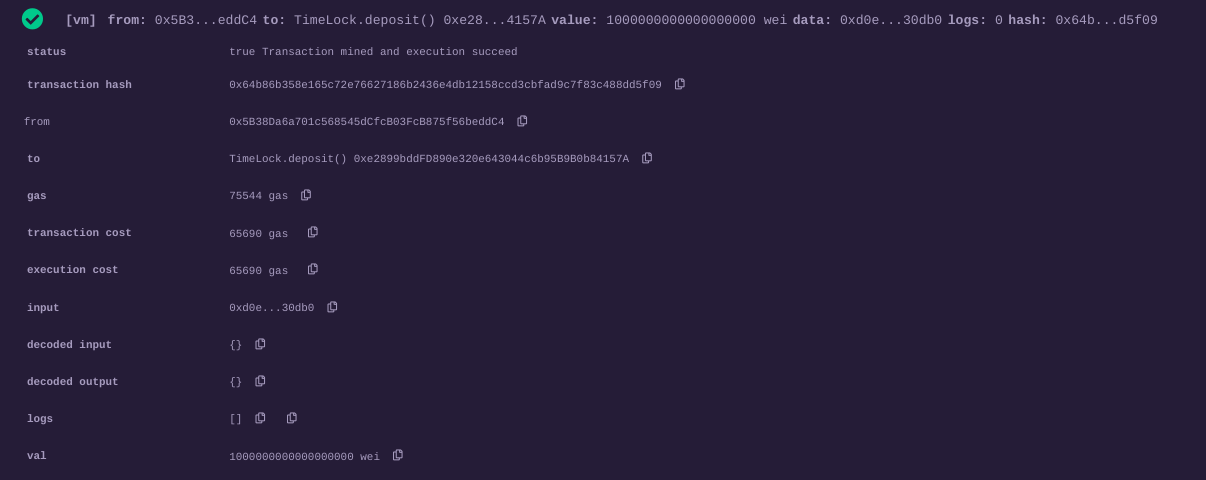 [vm] from: 0x5B3...eddC4 to: TimeLock.deposit() 0xe28...4157A value: 1000000000000000000 wei data: 0xd0e...30db0 logs: 0 hash: 0x64b...d5f09
status true Transaction mined and execution succeed
transaction hash 0x64b86b358e165c72e76627186b2436e4db12158ccd3cbfad9c7f83c488dd5f09
from 0x5B38Da6a701c568545dCfcB03FcB875f56beddC4
to TimeLock.deposit() 0xe2899bddFD890e320e643044c6b95B9B0b84157A
gas 75544 gas
transaction cost 65690 gas
execution cost 65690 gas
input 0xd0e...30db0
decoded input {}
decoded output {}
logs []
val 1000000000000000000 wei